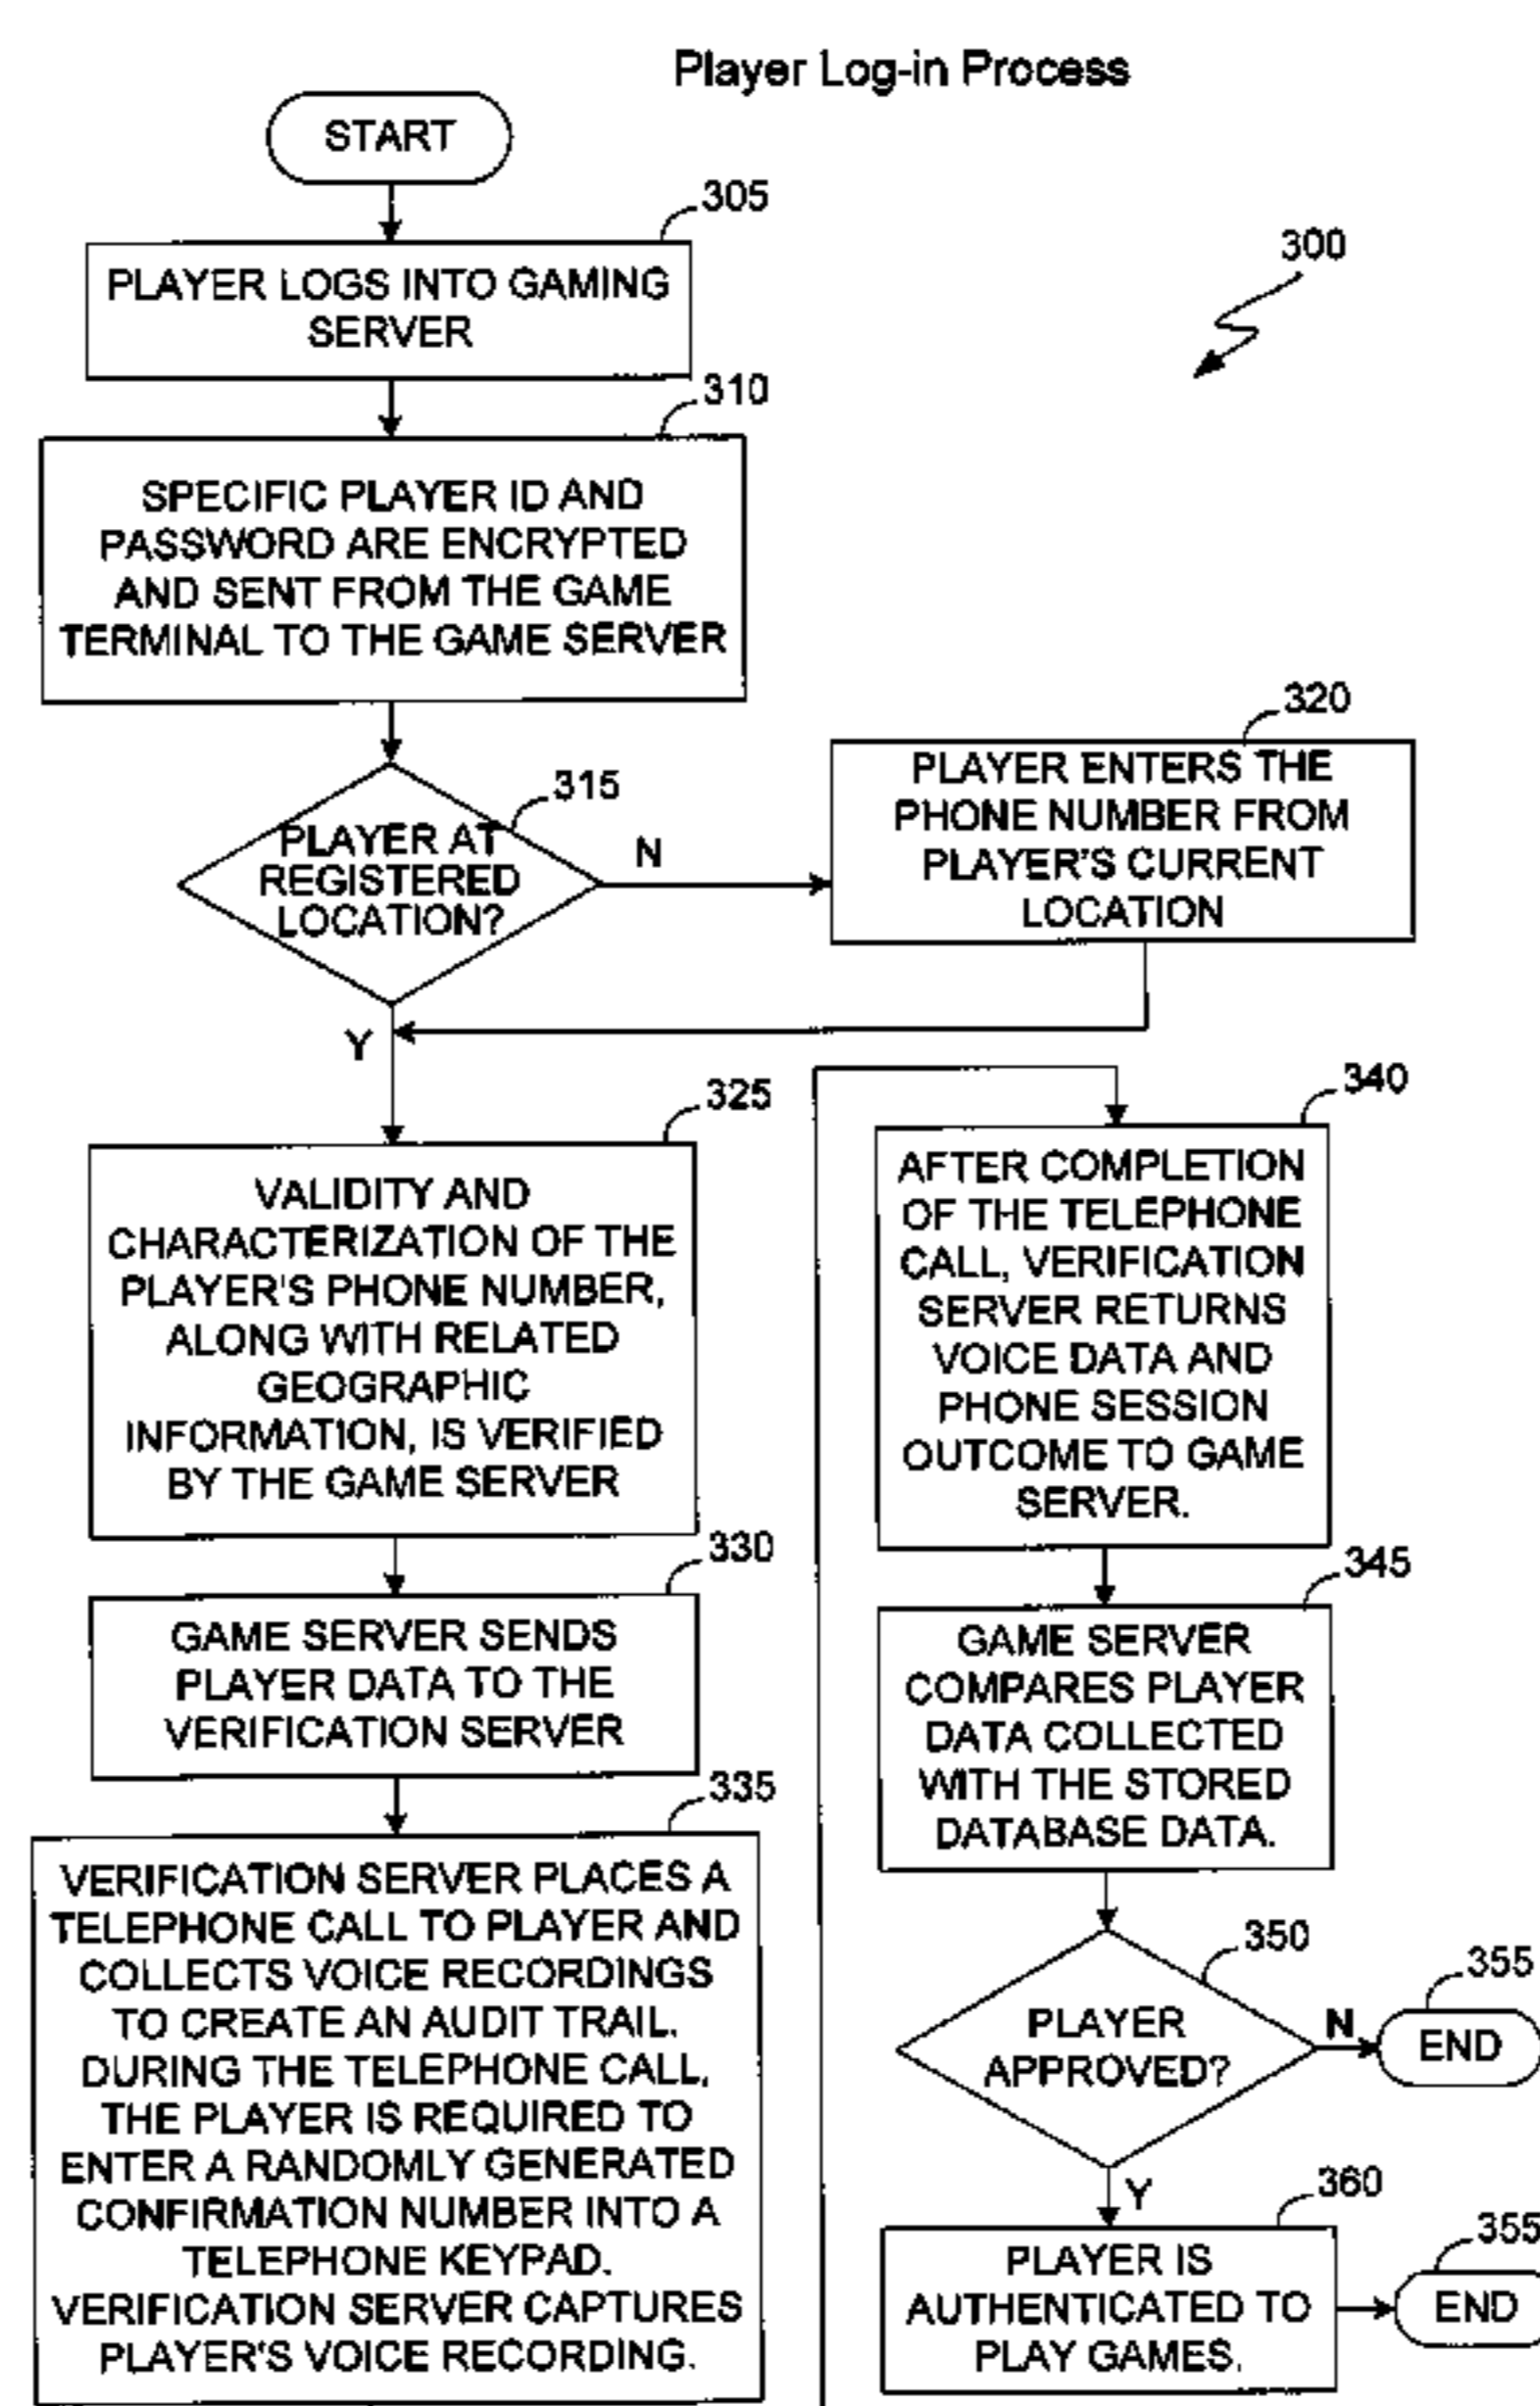 Player Log-in Process
START
305
PLAYER LOGS INTO GAMING
SERVER
300
310
SPECIFIC PLAYER ID AND
PASSWORD ARE ENCRYPTED
AND SENT FROM THE GAME
TERMINAL TO THE GAME SERVER
315
PLAYER AT
REGISTERED
LOCATION?
N
320
PLAYER ENTERS THE
PHONE NUMBER FROM
PLAYER'S CURRENT
LOCATION
Y
325
VALIDITY AND
CHARACTERIZATION OF THE
PLAYER'S PHONE NUMBER,
ALONG WITH RELATED
GEOGRAPHIC
INFORMATION, IS VERIFIED
BY THE GAME SERVER
330
GAME SERVER SENDS
PLAYER DATA TO THE
VERIFICATION SERVER
335
VERIFICATION SERVER PLACES A
TELEPHONE CALL TO PLAYER AND
COLLECTS VOICE RECORDINGS
TO CREATE AN AUDIT TRAIL.
DURING THE TELEPHONE CALL,
THE PLAYER IS REQUIRED TO
ENTER A RANDOMLY GENERATED
CONFIRMATION NUMBER INTO A
TELEPHONE KEYPAD.
VERIFICATION SERVER CAPTURES
PLAYER'S VOICE RECORDING.
340
AFTER COMPLETION
OF THE TELEPHONE
CALL, VERIFICATION
SERVER RETURNS
VOICE DATA AND
PHONE SESSION
OUTCOME TO GAME
SERVER.
345
GAME SERVER
COMPARES PLAYER
DATA COLLECTED
WITH THE STORED
DATABASE DATA.
350
PLAYER
APPROVED?
N
355
END
Y
360
PLAYER IS
AUTHENTICATED TO
PLAY GAMES.
355
END